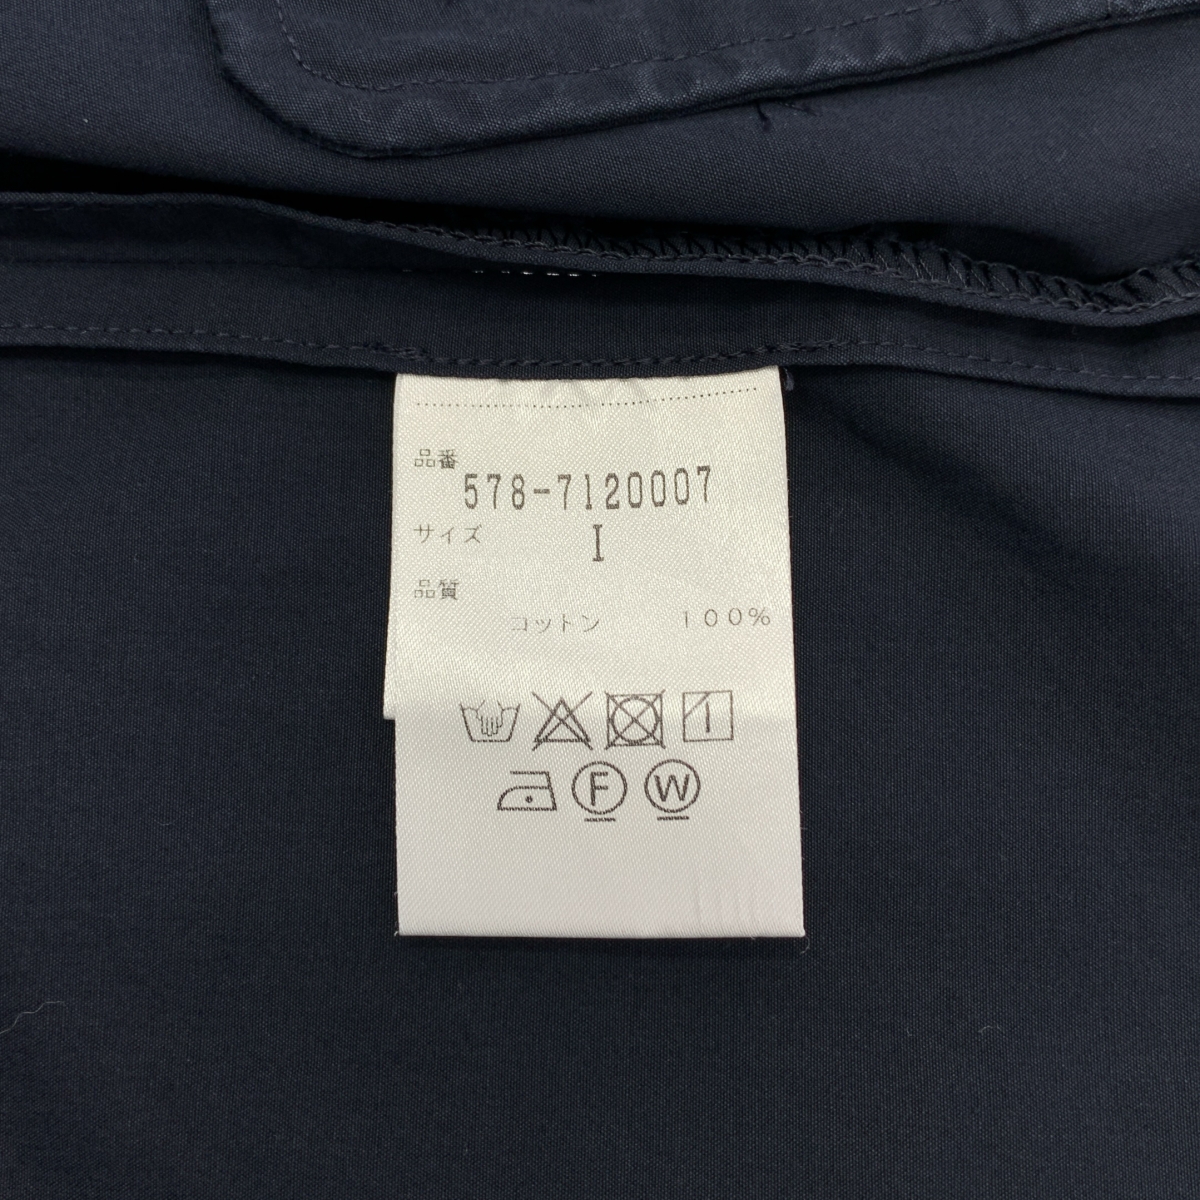 品番
578-7120007
サイズ I
品質
コットン 100%
F W